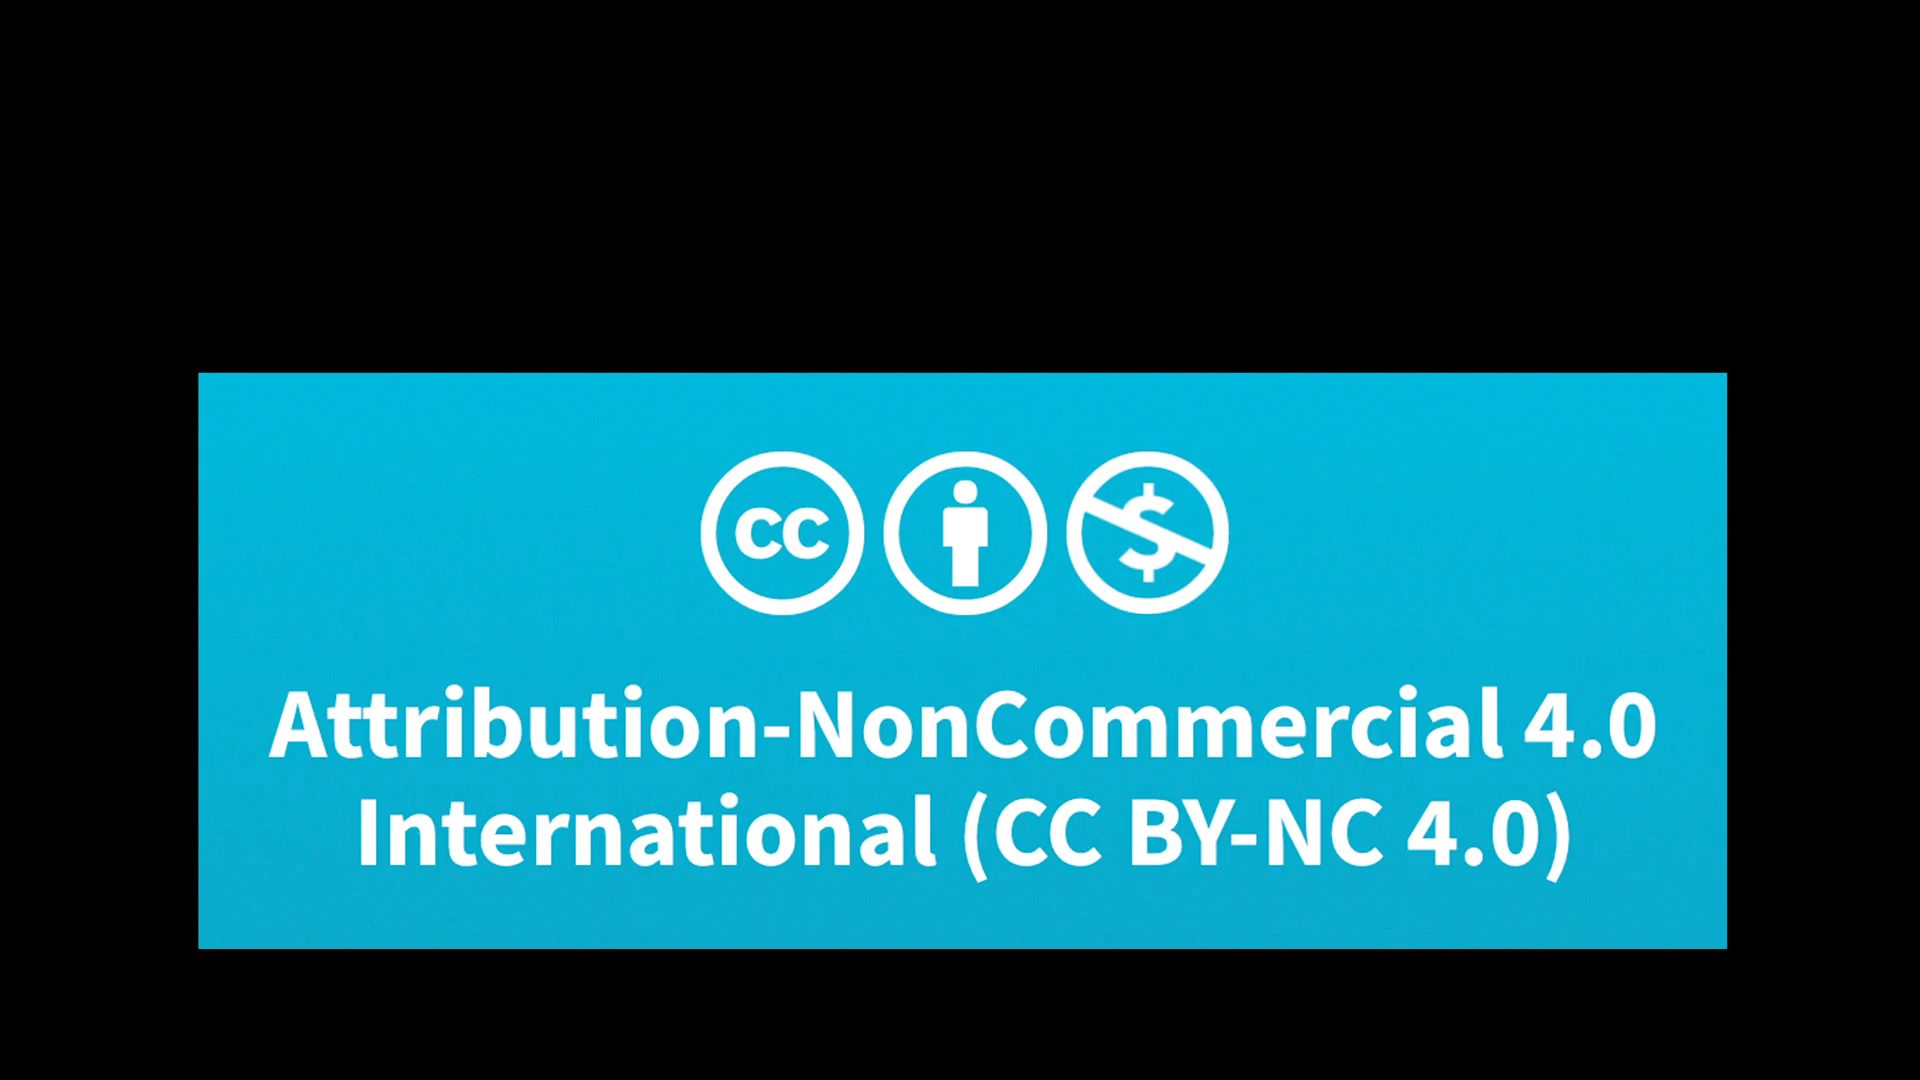 cc
$
Attribution-NonCommercial 4.0
International (CC BY-NC 4.0)